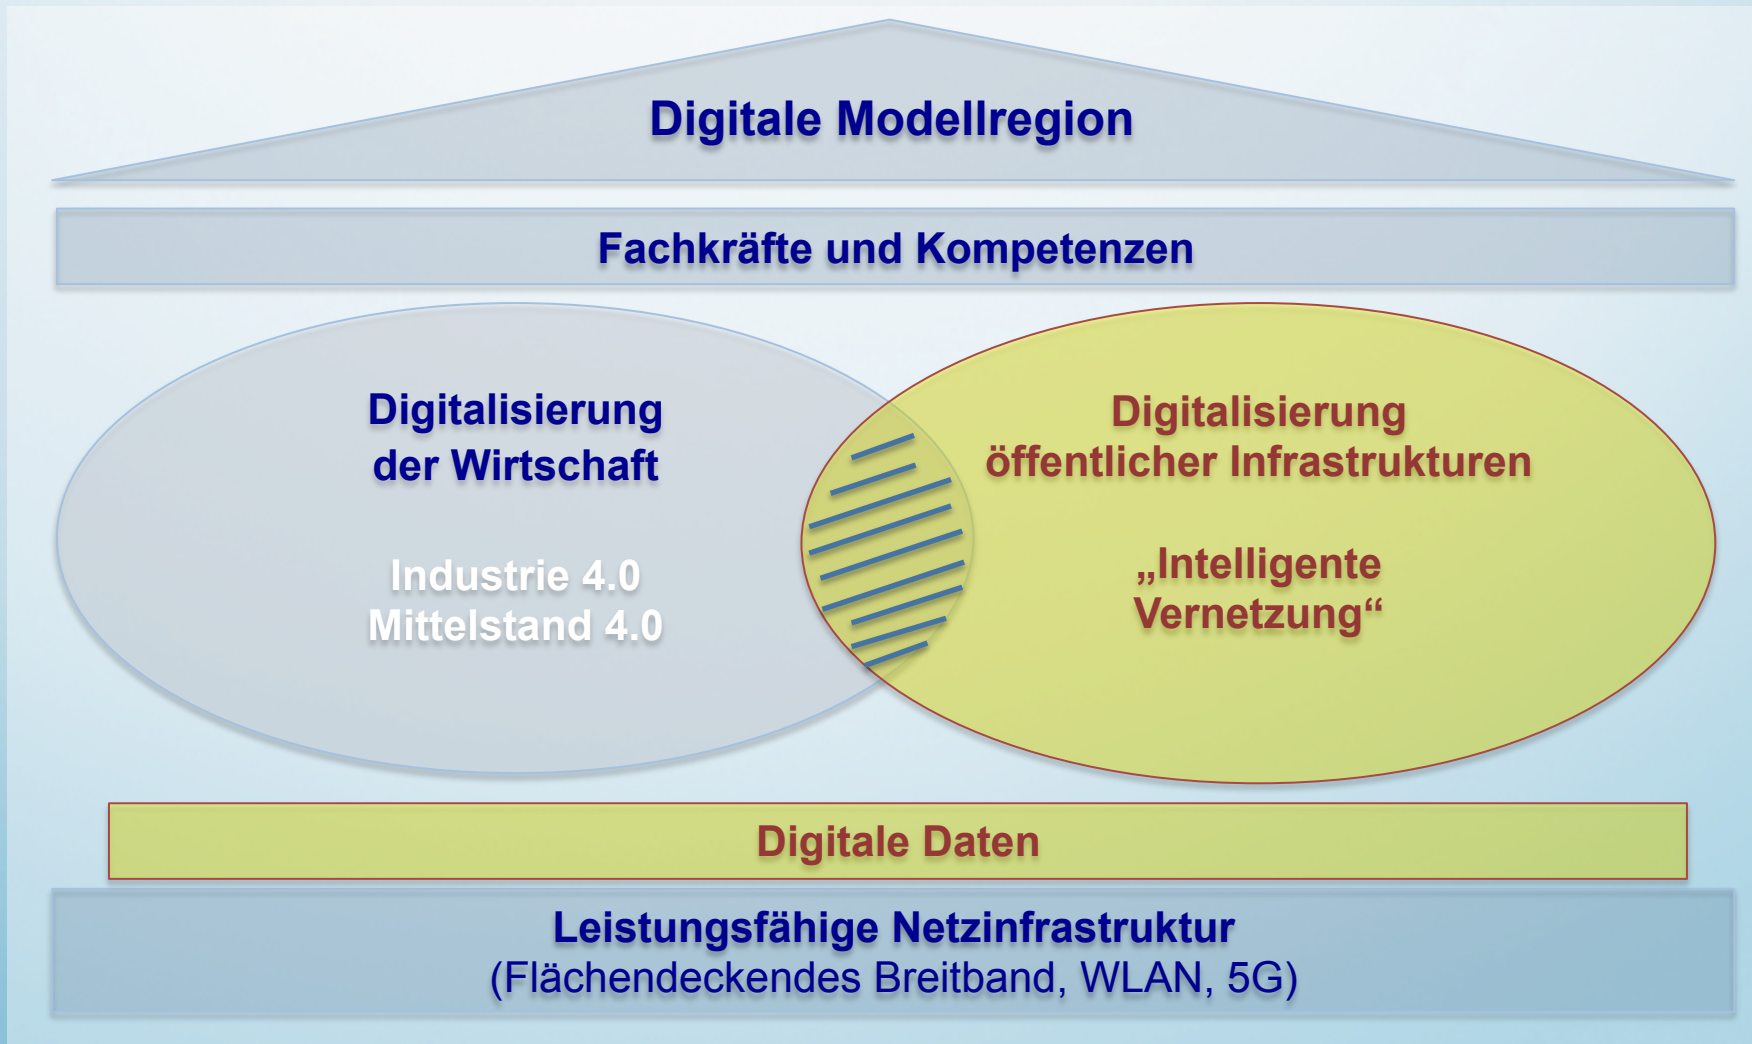 Digitale Modellregion
Fachkräfte und Kompetenzen
Digitalisierung
der Wirtschaft
Industrie 4.0
Mittelstand 4.0
Digitalisierung
öffentlicher Infrastrukturen
„Intelligente
Vernetzung“
Digitale Daten
Leistungsfähige Netzinfrastruktur
(Flächendeckendes Breitband, WLAN, 5G)